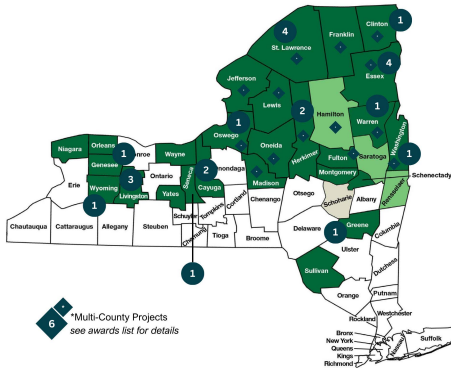 Clinton
1
4
Franklin
St. Lawrence
4
Essex
Jefferson
Lewis
2
Hamilton
1
Warren
1
Oswego
Washington
1
Niagara
Orleans
1
Monroe
Wayne
Oneida
Herkimer
Fulton
Saratoga
Genesee
Onondaga
Montgomery
Schenectady
Erie
Ontario
Seneca
2
Cayuga
Madison
Wyoming
3
Livingston
Yates
Otsego
Schoharie
Albany
Rensselaer
1
Schuyler
Tompkins
Cortland
Chenango
Chautauqua
Cattaraugus
Allegany
Steuben
Chemung
Tioga
Broome
Delaware
1
Greene
Columbia
1
Sullivan
Ulster
Dutchess
Orange
Putnam
6
*Multi-County Projects
see awards list for details
Rockland
Westchester
Bronx
New York
Queens
Kings
Richmond
Nassau
Suffolk